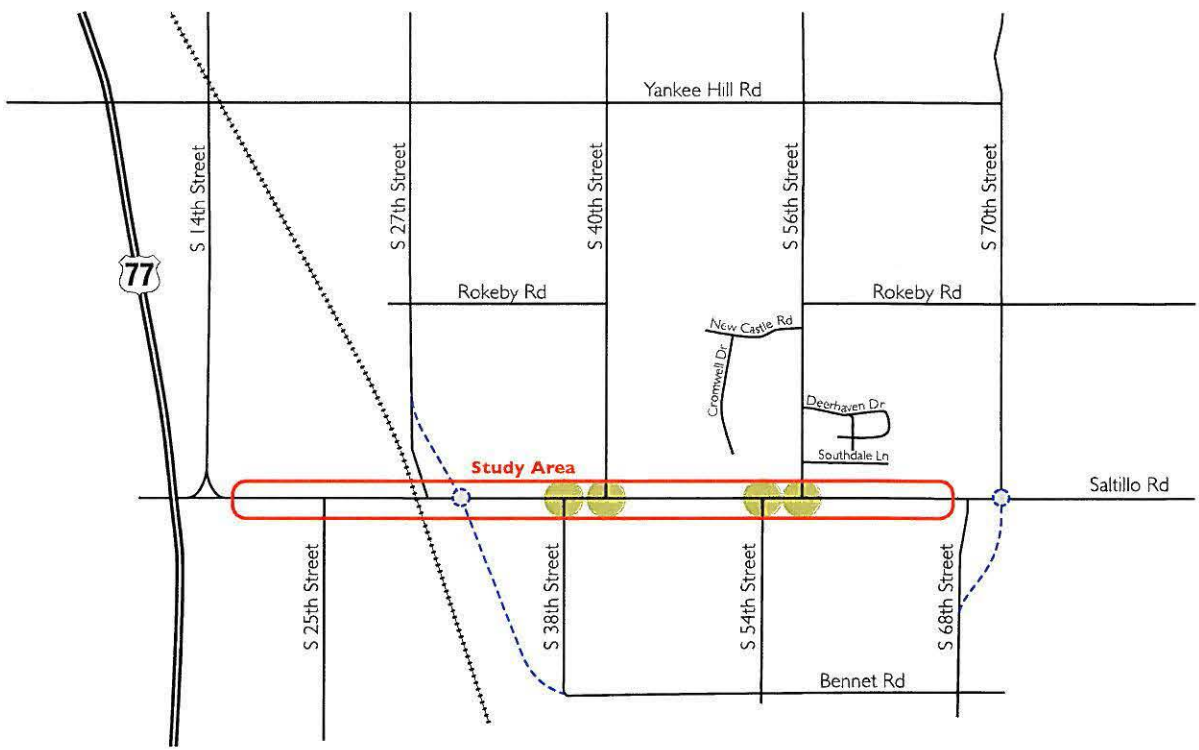 Yankee Hill Rd
S 14th Street
S 27th Street
S 40th Street
S 56th Street
S 70th Street
77
Rokeby Rd
Rokeby Rd
New Castle Rd
Cromwell Dr
Deerhaven Dr
Southdale Ln
Study Area
Saltillo Rd
S 25th Street
S 38th Street
S 54th Street
S 68th Street
Bennet Rd